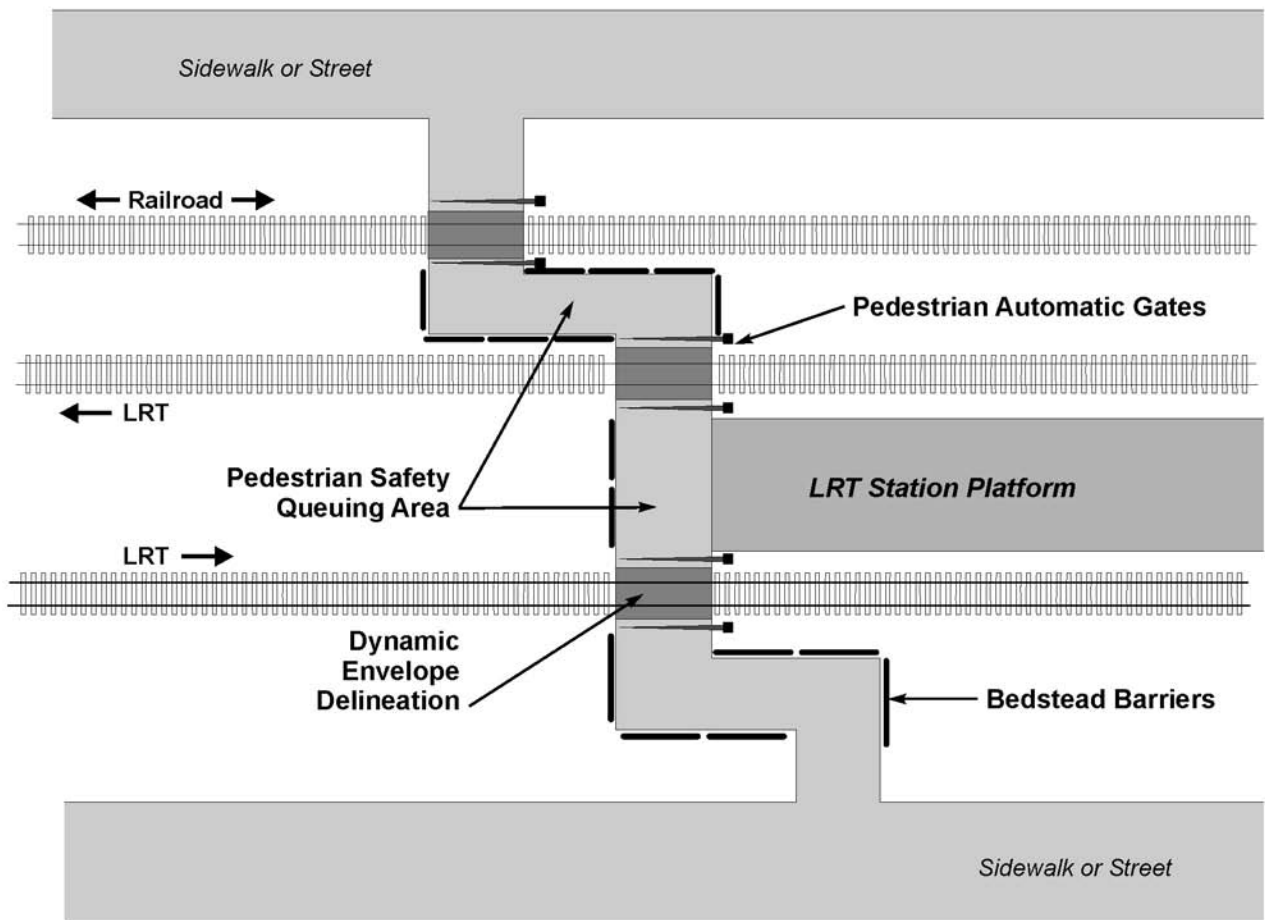 Sidewalk or Street
Railroad
Pedestrian Automatic Gates
LRT
Pedestrian Safety
Queuing Area
LRT Station Platform
LRT
Dynamic
Envelope
Delineation
Bedstead Barriers
Sidewalk or Street